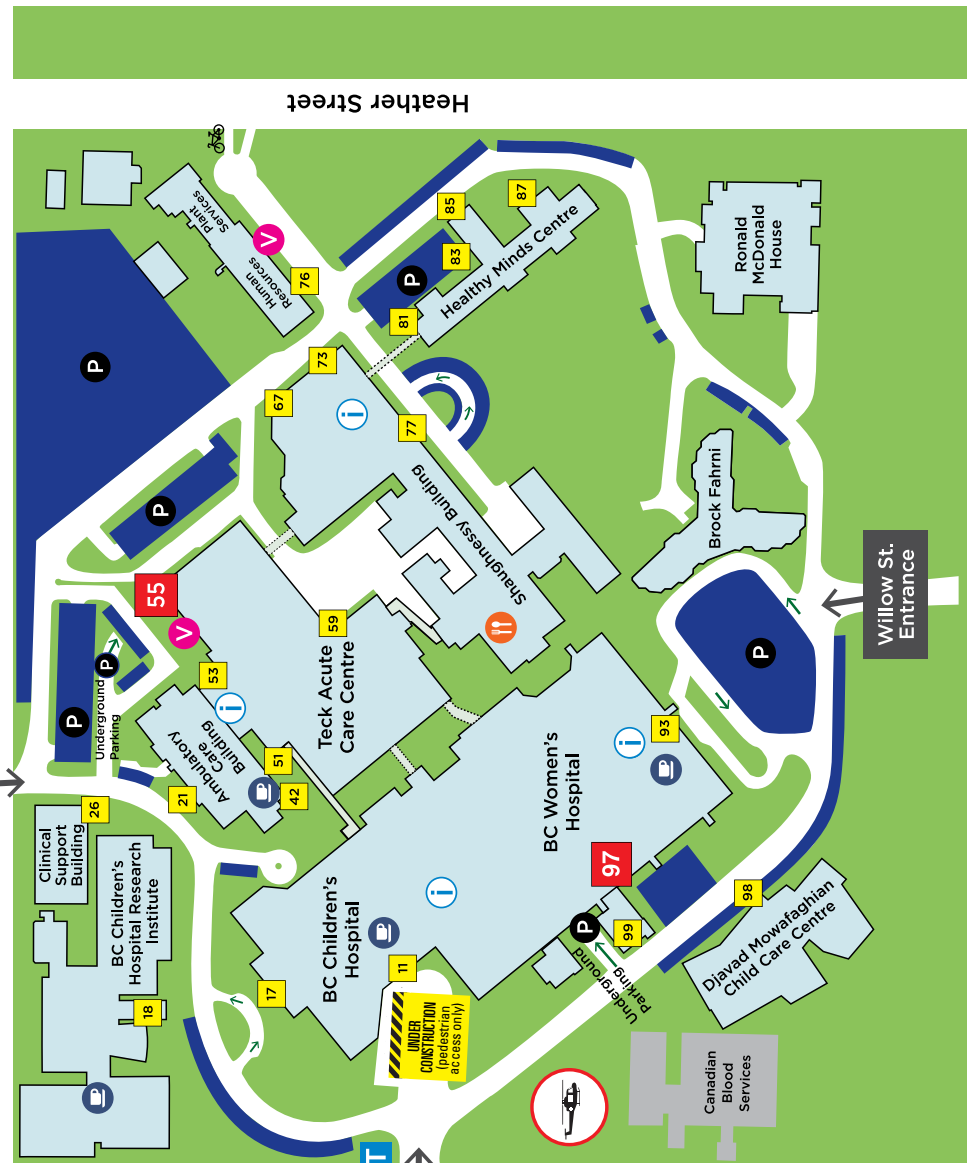 Heather Street
Plant
Services
Human
Resources
V
76
85
87
83
P
81
Healthy Minds Centre
Ronald
McDonald
House
P
73
67
i
77
Shaughnessy Building
P
Brock Fahrni
Willow St.
Entrance
P
55
V
59
53
Teck Acute
Care Centre
P
P
Underground
Parking
i
Ambulatory
Care
Building
51
42
21
26
Clinical
Support
Building
BC Children's
Hospital Research
Institute
18
BC Women's
Hospital
i
93
97
P
99
Underground
Parking
98
Djavad Mowafaghian
Child Care Centre
BC Children's
Hospital
i
11
17
UNDER
CONSTRUCTION
(pedestrian
access only)
Canadian
Blood
Services
T